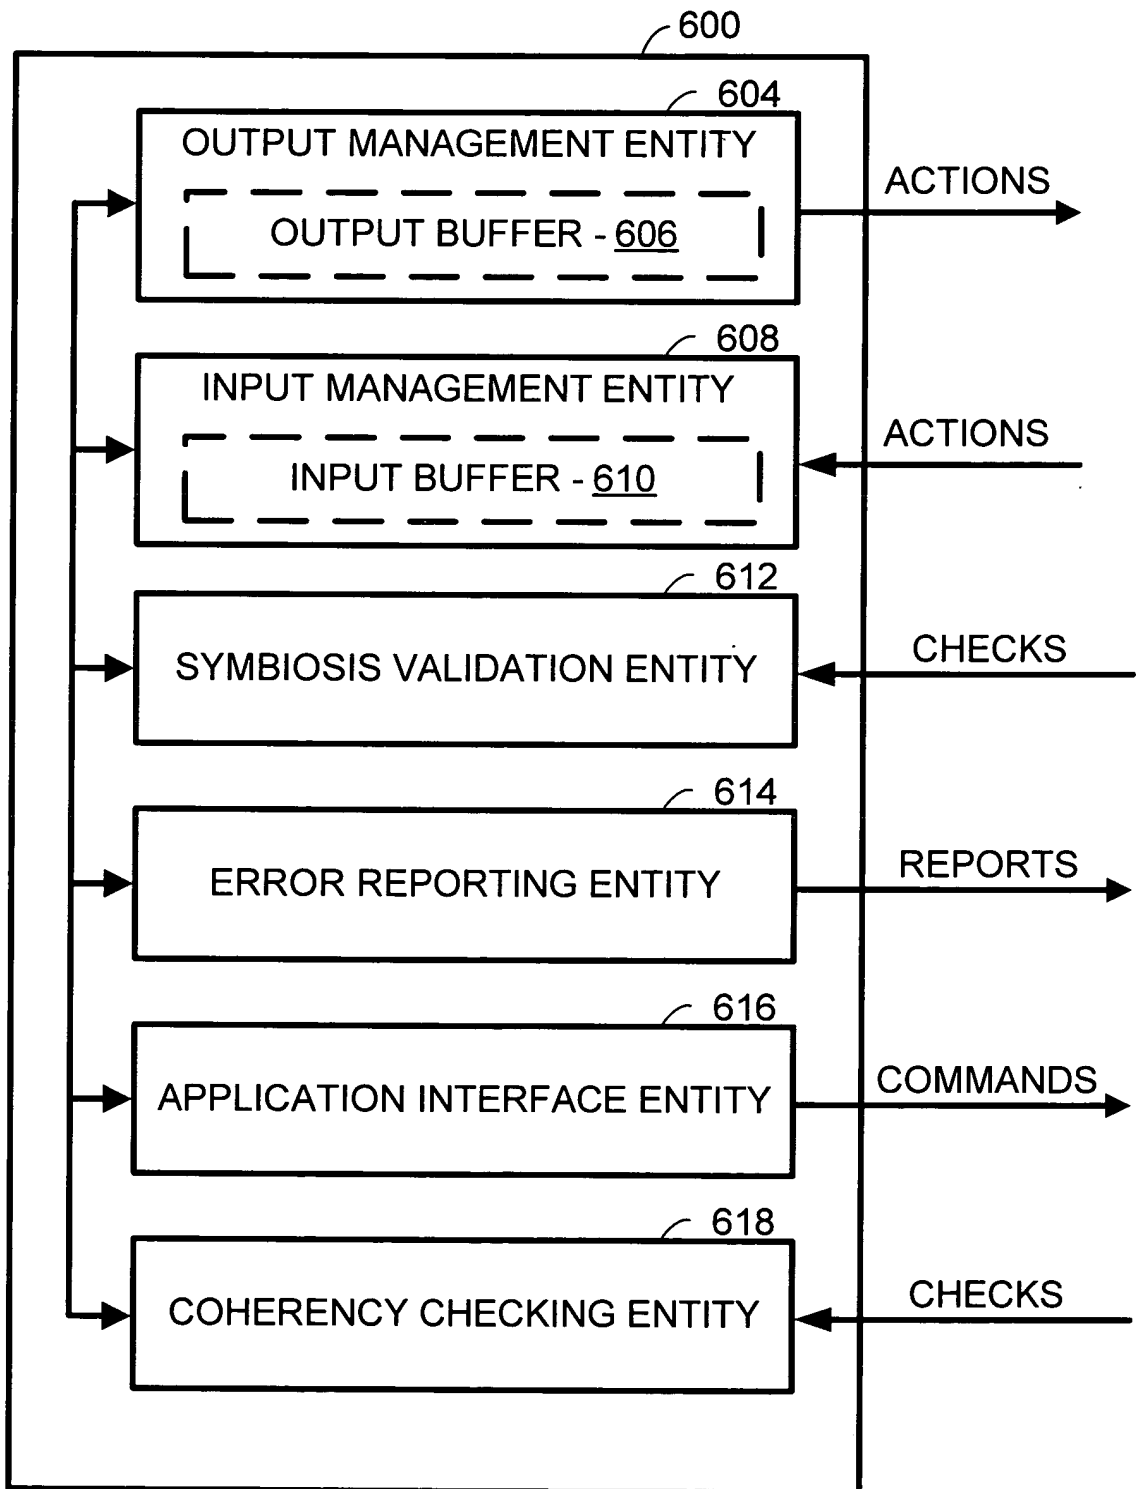 600
604
OUTPUT MANAGEMENT ENTITY
ACTIONS
OUTPUT BUFFER - 606
608
INPUT MANAGEMENT ENTITY
ACTIONS
INPUT BUFFER - 610
612
SYMBIOSIS VALIDATION ENTITY
CHECKS
614
ERROR REPORTING ENTITY
REPORTS
616
APPLICATION INTERFACE ENTITY
COMMANDS
618
COHERENCY CHECKING ENTITY
CHECKS